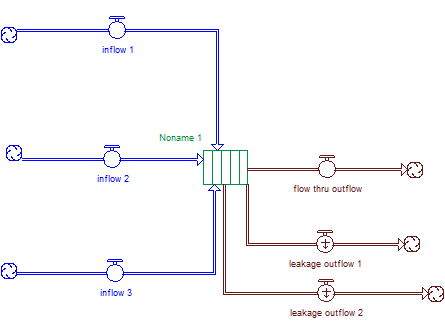 inflow 1
Noname 1
inflow 2
flow thru outflow
leakage outflow 1
inflow 3
leakage outflow 2